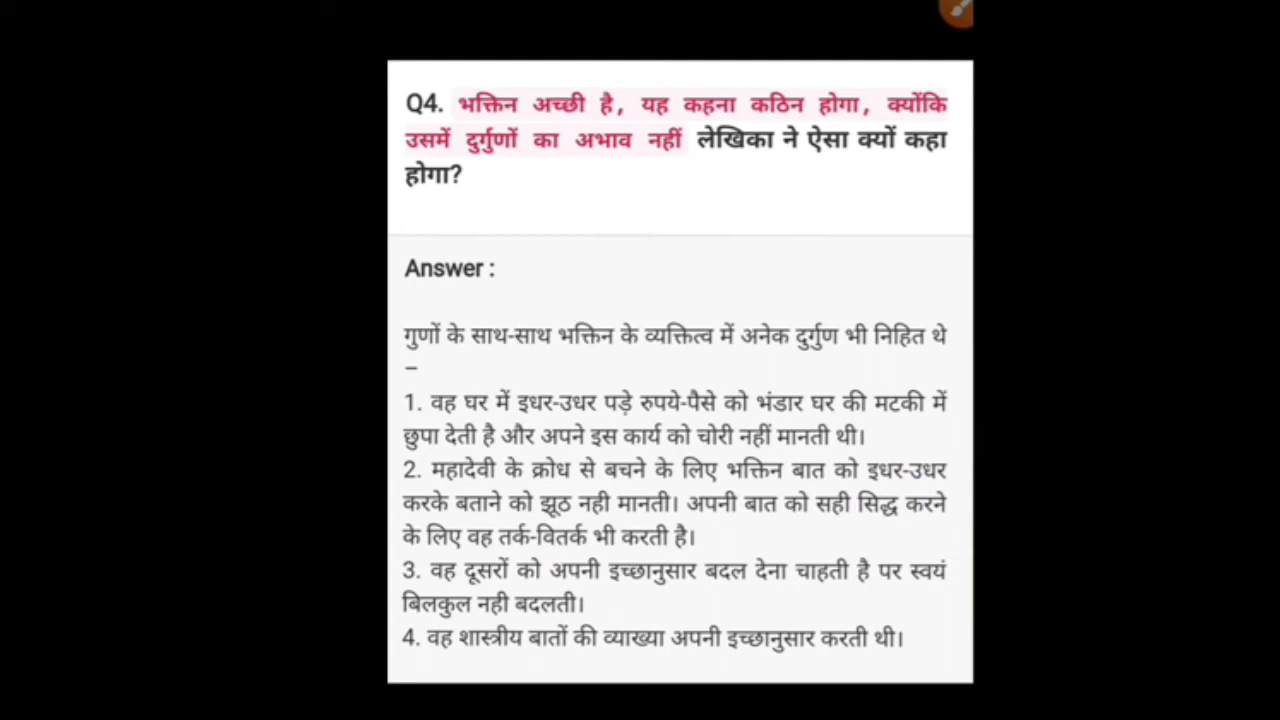 Q4. भक्तिन अच्छी है, यह कहना कठिन होगा, क्योंकि
उसमें दुर्गुणों का अभाव नहीं लेखिका ने ऐसा क्यों कहा
होगा?
Answer :
गुणों के साथ-साथ भक्तिन के व्यक्तित्व में अनेक दुर्गुण भी निहित थे
–
1. वह घर में इधर-उधर पड़े रुपये-पैसे को भंडार घर की मटकी में
छुपा देती है और अपने इस कार्य को चोरी नहीं मानती थी।
2. महादेवी के क्रोध से बचने के लिए भक्तिन बात को इधर-उधर
करके बताने को झूठ नही मानती। अपनी बात को सही सिद्ध करने
के लिए वह तर्क-वितर्क भी करती है।
3. वह दूसरों को अपनी इच्छानुसार बदल देना चाहती है पर स्वयं
बिलकुल नही बदलती।
4. वह शास्त्रीय बातों की व्याख्या अपनी इच्छानुसार करती थी।